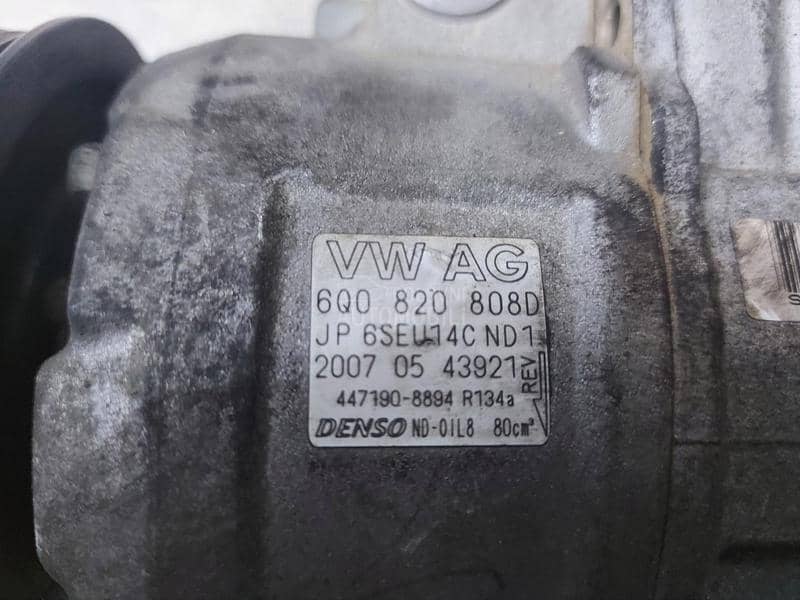 VW AG
6Q0 820 808D
JP 6SEU14C ND1
2007 05 43921
REV
447190-8894 R134a
DENSO ND-OIL8 80cm³